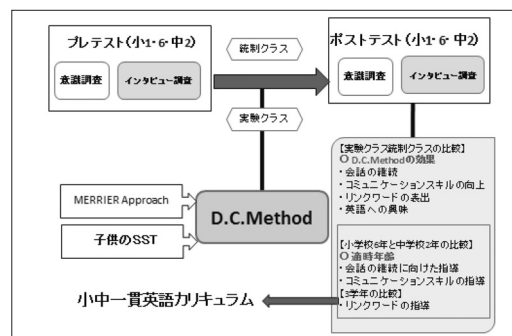 プレテスト(小1・6・中2)
意識調査
インタビュー調査
統制クラス
実験クラス
ポストテスト(小1・6・中2)
意識調査
インタビュー調査
MERRIER Approach
子供のSST
D.C.Method
【実験クラス統制クラスの比較】
○D.C.Methodの効果
・会話の継続
・コミュニケーションスキルの向上
・リンクワードの表出
・英語への興味
【小学校6年と中学校2年の比較】
○適時年齢
・会話の継続に向けた指導
・コミュニケーションスキルの指導
【3学年の比較】
・リンクワードの指導
小中一貫英語カリキュラム